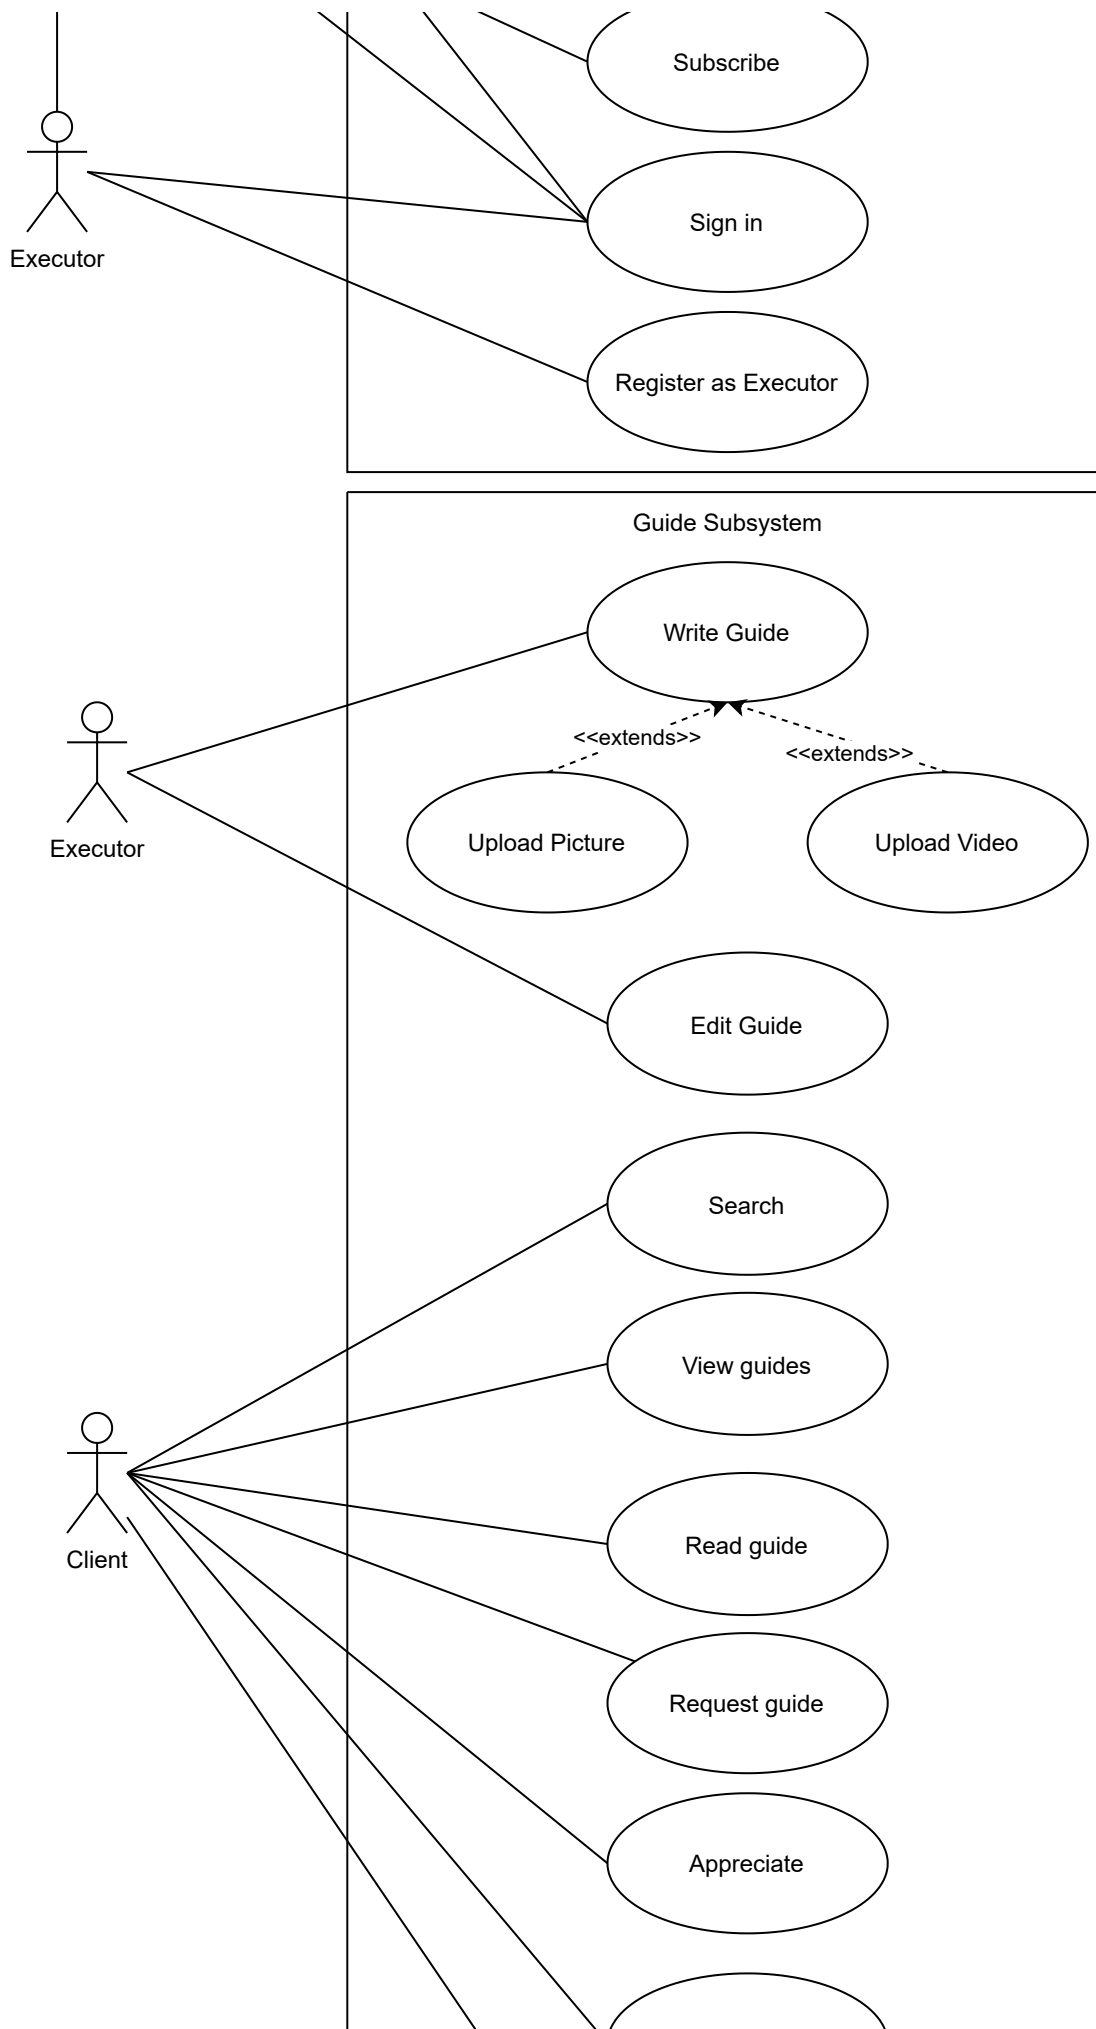 Subscribe
Sign in
Executor
Register as Executor
Guide Subsystem
Write Guide
<<extends>>
<<extends>>
Executor
Upload Picture
Upload Video
Edit Guide
Search
View guides
Read guide
Client
Request guide
Appreciate